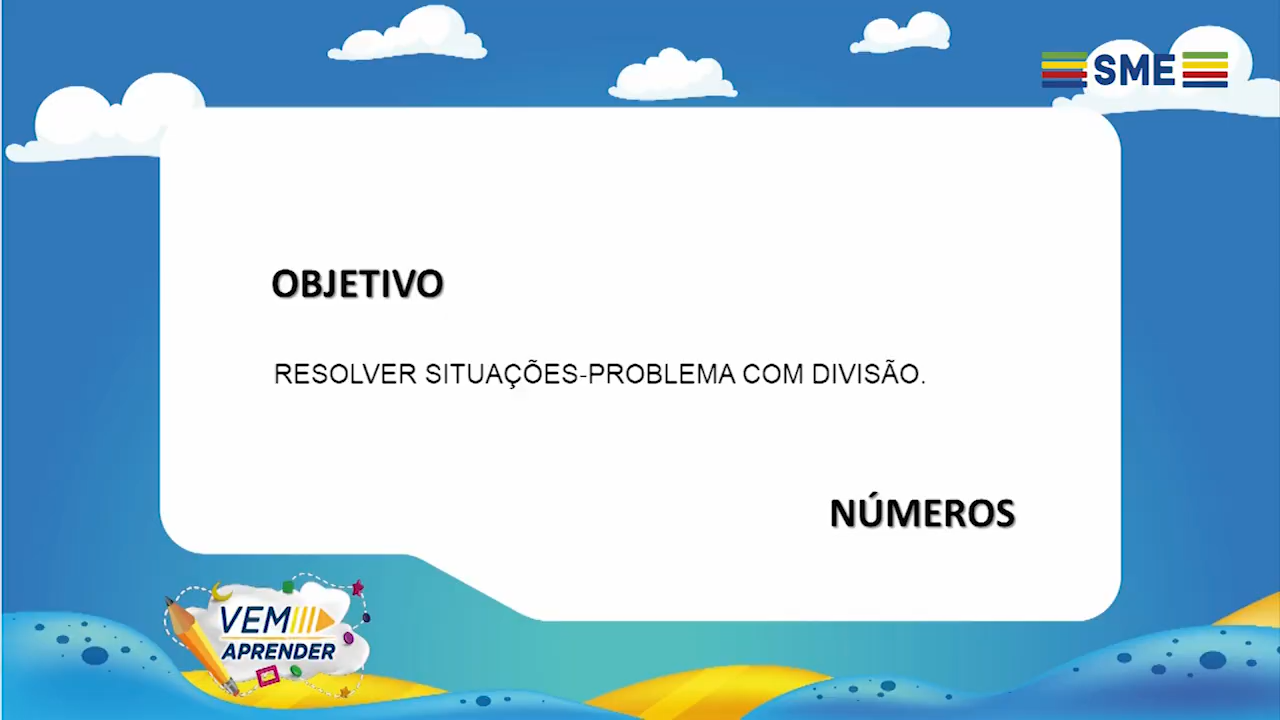 SME
OBJETIVO
RESOLVER SITUAÇÕES-PROBLEMA COM DIVISÃO.
NÚMEROS
VEM
APRENDER